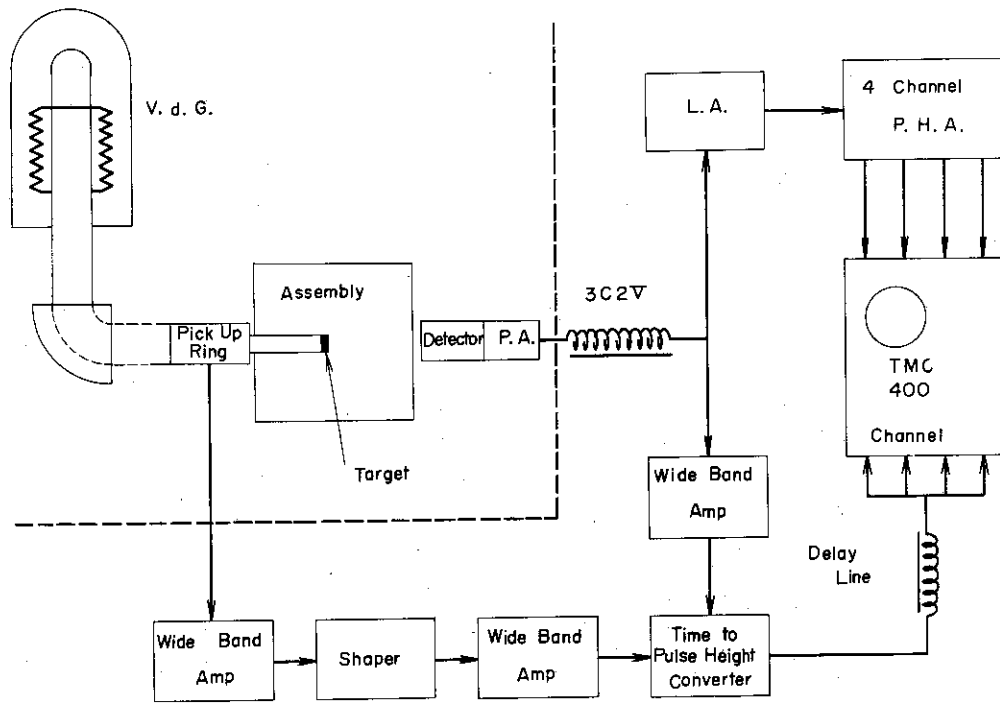 V. d. G.
L. A.
4 Channel
P. H. A.
Assembly
3C2V
Pick Up
Ring
Detector P. A.
TMC
400
Channel
Target
Wide Band
Amp
Delay
Line
Wide Band
Amp
Shaper
Wide Band
Amp
Time to
Pulse Height
Converter